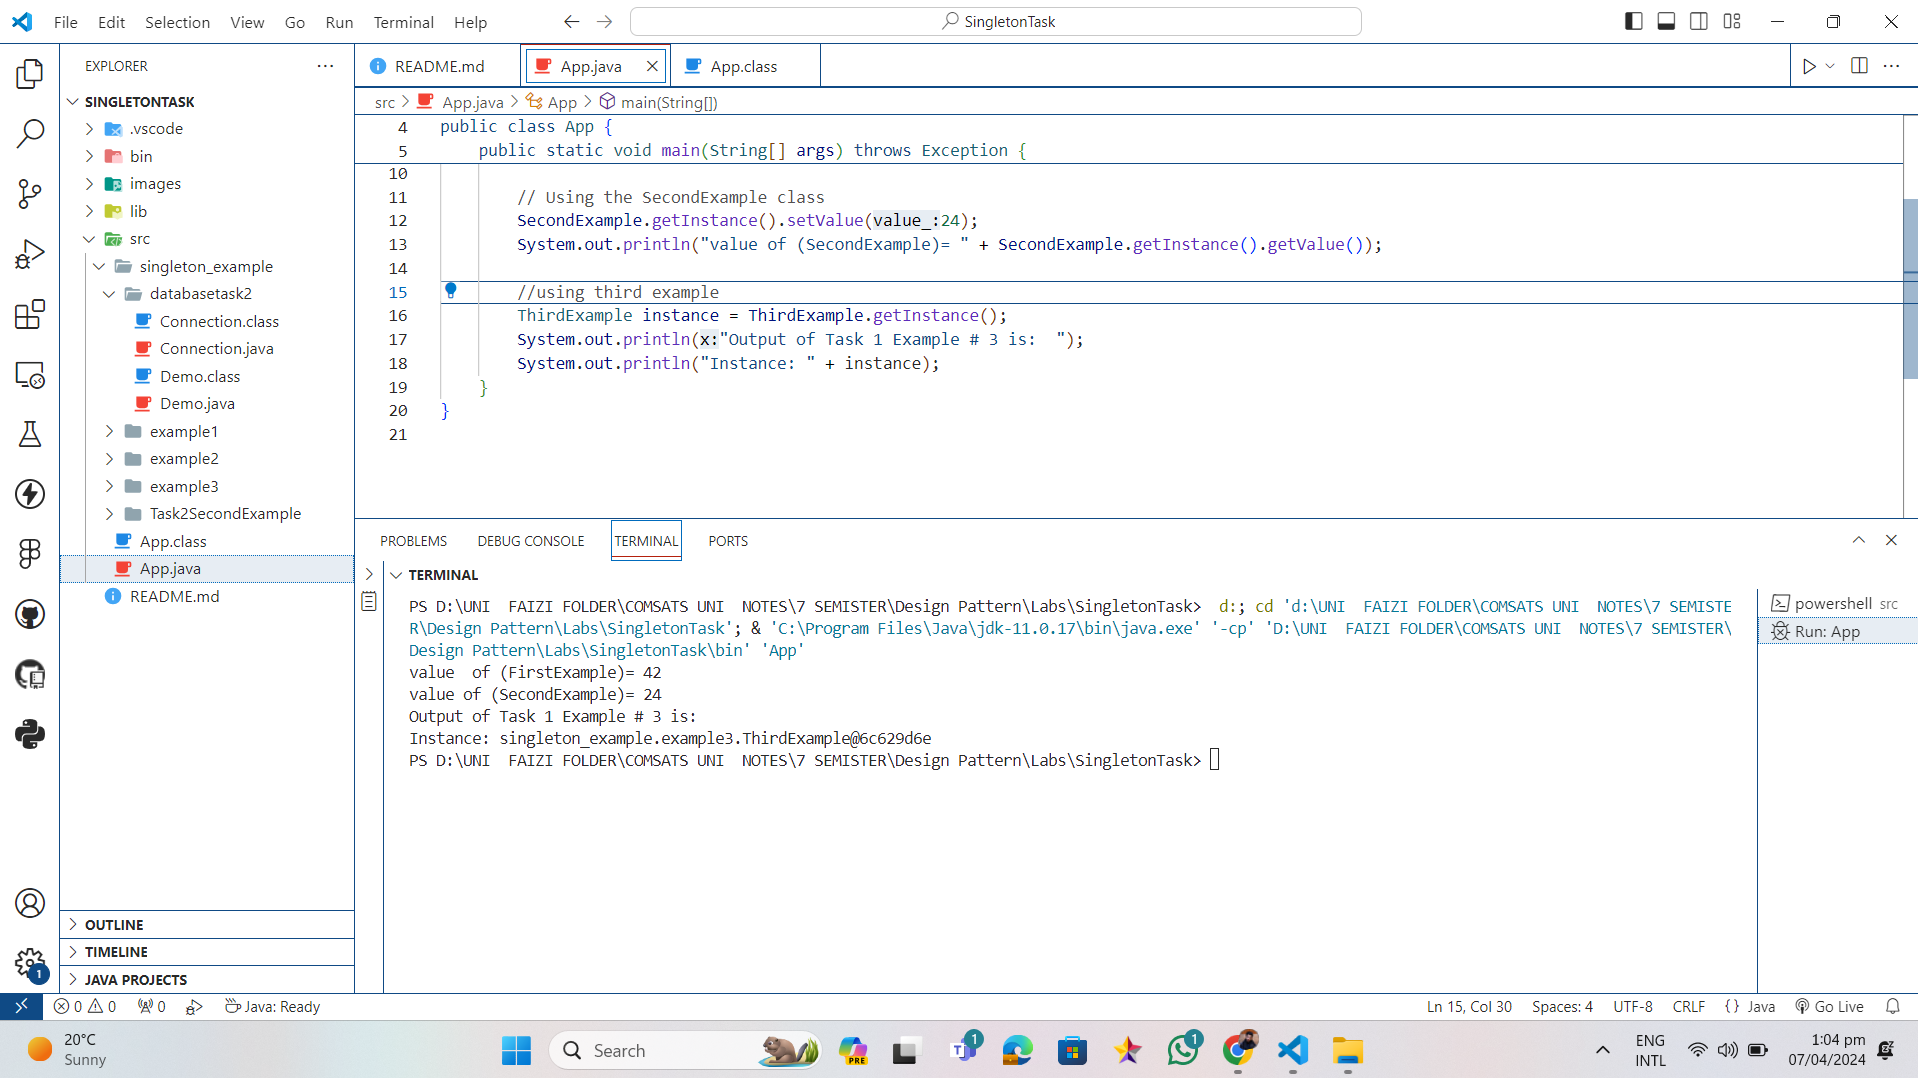 File Edit Selection View Go Run Terminal Help
SingletonTask
EXPLORER
SINGLETONTASK
.vscode
bin
images
lib
src
singleton_example
databasetask2
Connection.class
Connection.java
Demo.class
Demo.java
example1
example2
example3
Task2SecondExample
App.class
App.java
README.md
OUTLINE
TIMELINE
JAVA PROJECTS
README.md App.java App.class
src > App.java > App > main(String[])
4 public class App {
5 public static void main(String[] args) throws Exception {
10
11 // Using the SecondExample class
12 SecondExample.getInstance().setValue(value_:24);
13 System.out.println("value of (SecondExample)= " + SecondExample.getInstance().getValue());
14
15 //using third example
16 ThirdExample instance = ThirdExample.getInstance();
17 System.out.println(x:"Output of Task 1 Example # 3 is:  ");
18 System.out.println("Instance: " + instance);
19 }
20 }
21
PROBLEMS DEBUG CONSOLE TERMINAL PORTS
TERMINAL
PS D:\UNI  FAIZI FOLDER\COMSATS UNI  NOTES\7 SEMISTER\Design Pattern\Labs\SingletonTask>  d:; cd 'd:\UNI  FAIZI FOLDER\COMSATS UNI  NOTES\7 SEMISTE
R\Design Pattern\Labs\SingletonTask'; & 'C:\Program Files\Java\jdk-11.0.17\bin\java.exe' '-cp' 'D:\UNI  FAIZI FOLDER\COMSATS UNI  NOTES\7 SEMISTER\
Design Pattern\Labs\SingletonTask\bin' 'App'
value  of (FirstExample)= 42
value of (SecondExample)= 24
Output of Task 1 Example # 3 is:
Instance: singleton_example.example3.ThirdExample@6c629d6e
PS D:\UNI  FAIZI FOLDER\COMSATS UNI  NOTES\7 SEMISTER\Design Pattern\Labs\SingletonTask>
powershell src
Run: App
1
0 0 0 Java: Ready
Ln 15, Col 30 Spaces: 4 UTF-8 CRLF {} Java Go Live
20°C
Sunny
Search
PRE
1
1
ENG
INTL
1:04 pm
07/04/2024